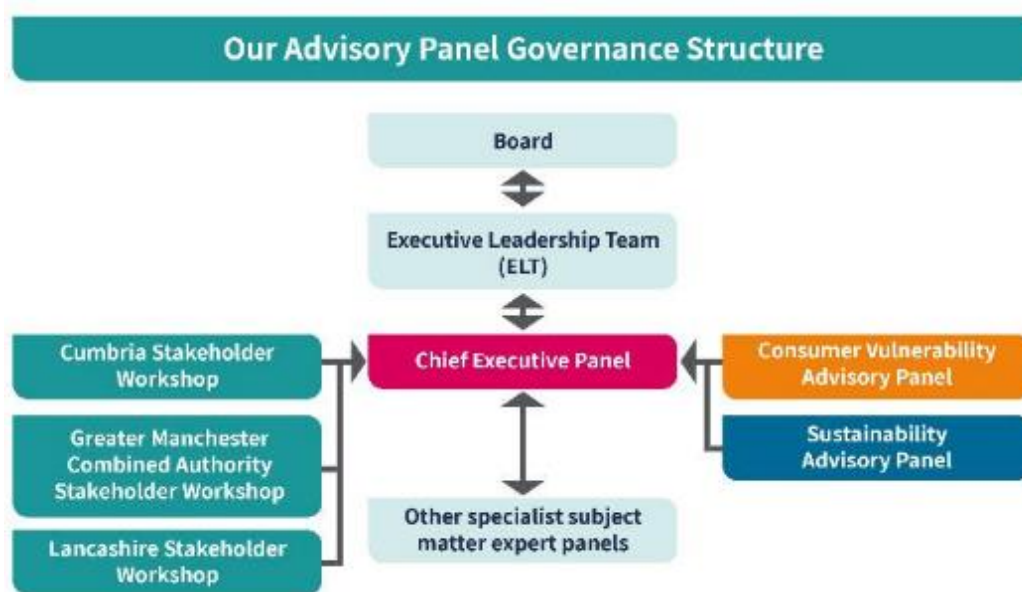 Our Advisory Panel Governance Structure
Board
Executive Leadership Team
(ELT)
Cumbria Stakeholder
Workshop
Chief Executive Panel
Consumer Vulnerability
Advisory Panel
Greater Manchester
Combined Authority
Stakeholder Workshop
Sustainability
Advisory Panel
Lancashire Stakeholder
Workshop
Other specialist subject
matter expert panels